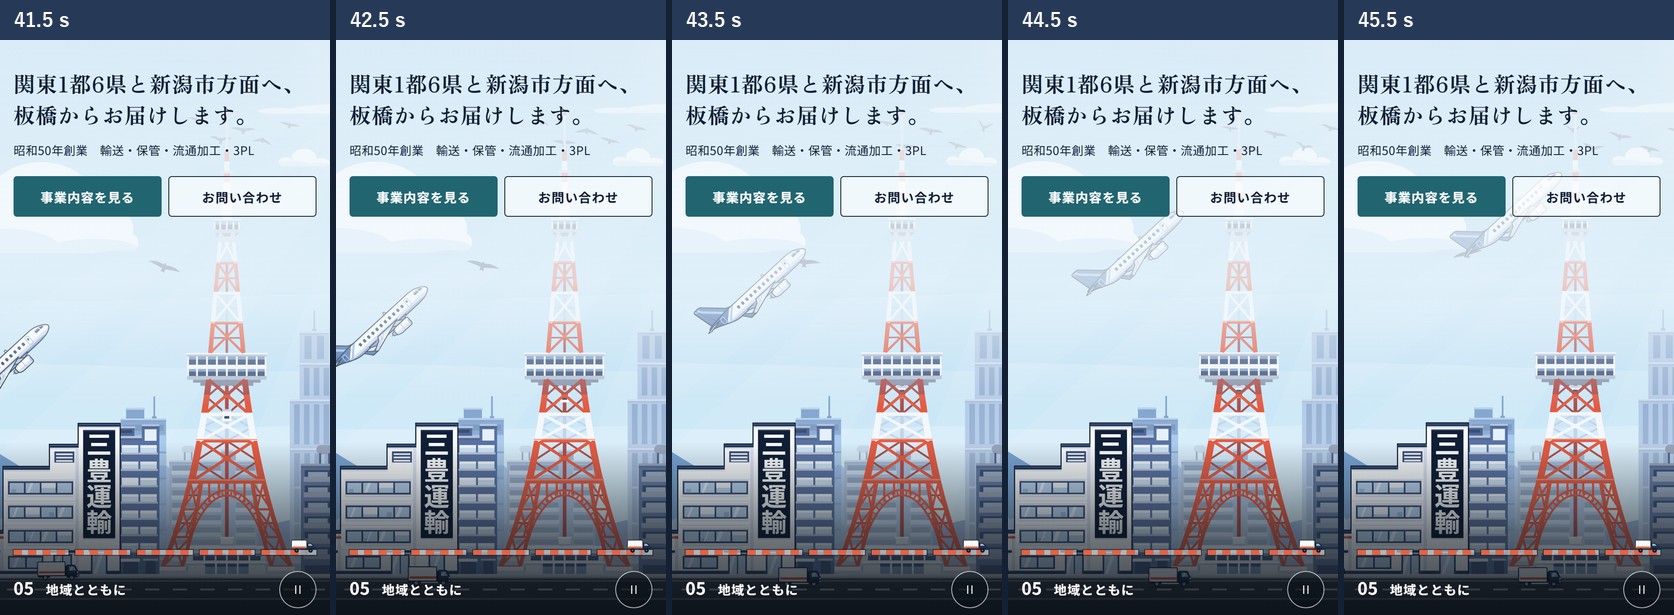 41.5 s
関東1都6県と新潟市方面へ、
板橋からお届けします。
昭和50年創業　輸送・保管・流通加工・3PL
事業内容を見る
お問い合わせ
三豊運輸
05 地域とともに
42.5 s
関東1都6県と新潟市方面へ、
板橋からお届けします。
昭和50年創業　輸送・保管・流通加工・3PL
事業内容を見る
お問い合わせ
三豊運輸
05 地域とともに
43.5 s
関東1都6県と新潟市方面へ、
板橋からお届けします。
昭和50年創業　輸送・保管・流通加工・3PL
事業内容を見る
お問い合わせ
三豊運輸
05 地域とともに
44.5 s
関東1都6県と新潟市方面へ、
板橋からお届けします。
昭和50年創業　輸送・保管・流通加工・3PL
事業内容を見る
お問い合わせ
三豊運輸
05 地域とともに
45.5 s
関東1都6県と新潟市方面へ、
板橋からお届けします。
昭和50年創業　輸送・保管・流通加工・3PL
事業内容を見る
お問い合わせ
三豊運輸
05 地域とともに